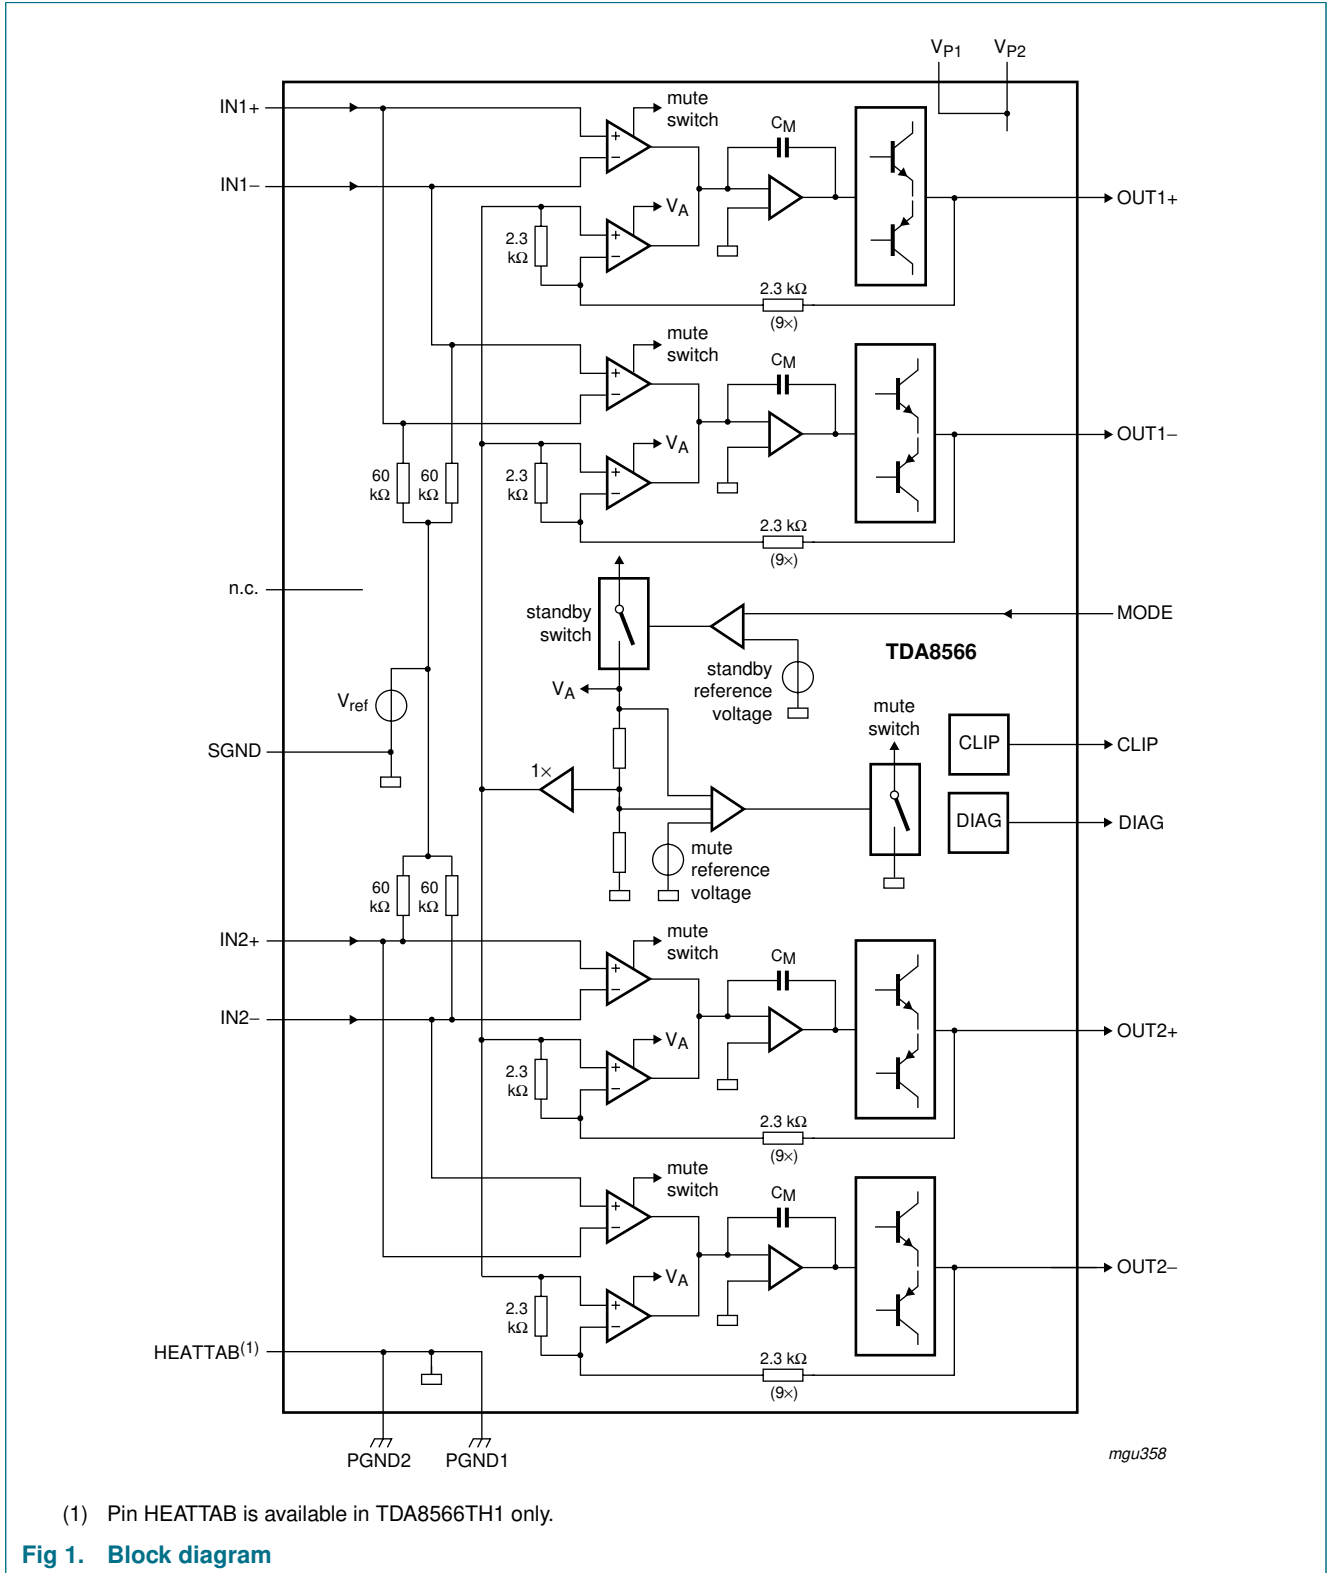 VP1 VP2
IN1+
mute
switch
CM
IN1−
VA
OUT1+
2.3
kΩ
2.3 kΩ
(9×)
mute
switch
CM
VA
OUT1−
60
kΩ
60
kΩ
2.3
kΩ
2.3 kΩ
(9×)
n.c.
standby
switch
MODE
TDA8566
standby
reference
voltage
VA
Vref
mute
switch
SGND
CLIP
CLIP
1×
DIAG
DIAG
mute
reference
voltage
60
kΩ
60
kΩ
IN2+
mute
switch
CM
IN2−
VA
OUT2+
2.3
kΩ
2.3 kΩ
(9×)
mute
switch
CM
VA
OUT2−
2.3
kΩ
HEATTAB(1)
2.3 kΩ
(9×)
PGND2 PGND1
mgu358
(1) Pin HEATTAB is available in TDA8566TH1 only.
Fig 1. Block diagram